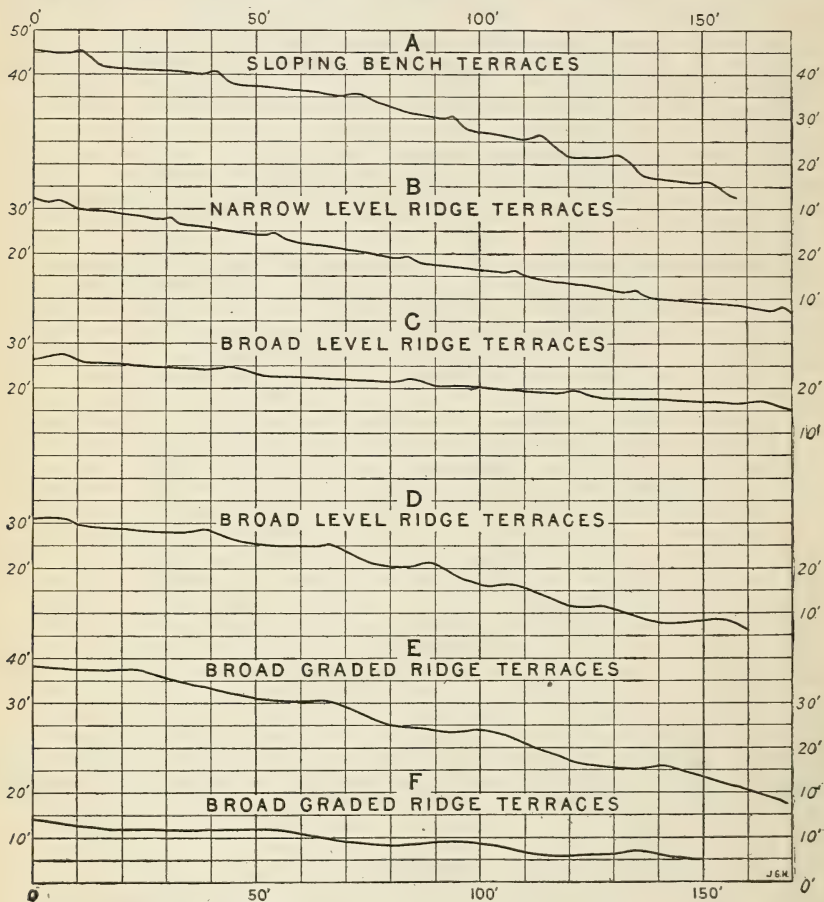 0' 50' 100' 150'
50'
A
SLOPING BENCH TERRACES
40' 40'
30'
20'
B
30' NARROW LEVEL RIDGE TERRACES 10'
20' 20'
10'
C
30' BROAD LEVEL RIDGE TERRACES
20' 20'
10'
D
30' BROAD LEVEL RIDGE TERRACES
20' 20'
10'
E
40' BROAD GRADED RIDGE TERRACES
30' 30'
20'
F
20' BROAD GRADED RIDGE TERRACES 10'
10' 10'
J.G.H. 0'
0' 50' 100' 150'